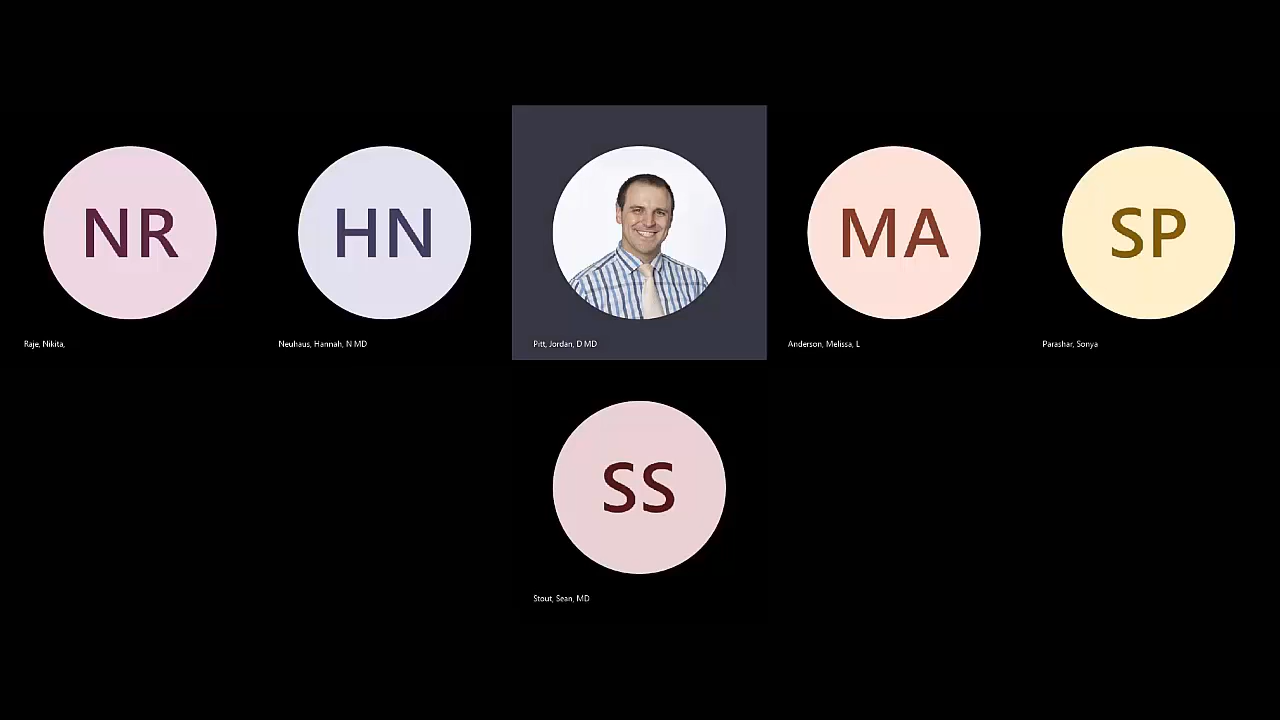 NR
HN
MA
SP
Raje, Nikita,
Neuhaus, Hannah, N MD
Pitt, Jordan, D MD
Anderson, Melissa, L
Parashar, Sonya
SS
Stout, Sean, MD